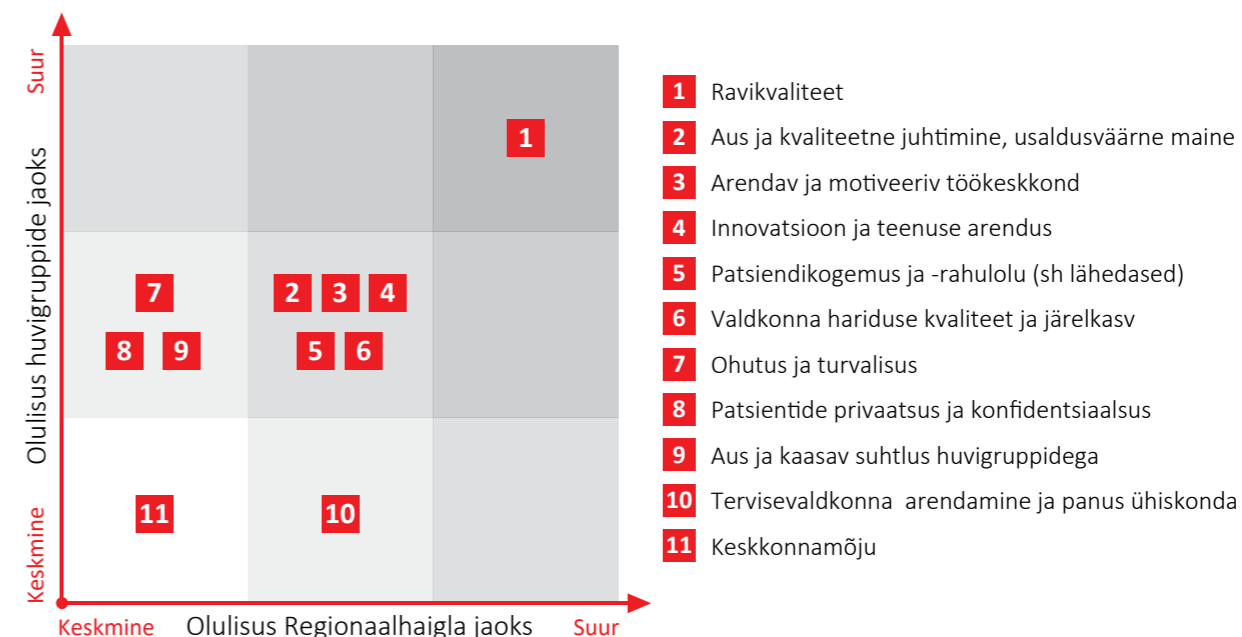 Suur
Olulisus huvigruppide jaoks
Keskmine
1
7
2 3 4
8 9
5 6
11
10
Keskmine Olulisus Regionaalhaigla jaoks Suur
1 Ravikvaliteet
2 Aus ja kvaliteetne juhtimine, usaldusväärne maine
3 Arendav ja motiveeriv töökeskkond
4 Innovatsioon ja teenuse arendus
5 Patsiendikogemus ja -rahulolu (sh lähedased)
6 Valdkonna hariduse kvaliteet ja järelkasv
7 Ohutus ja turvalisus
8 Patsientide privaatsus ja konfidentsiaalsus
9 Aus ja kaasav suhtlus huvigruppidega
10 Tervisevaldkonna arendamine ja panus ühiskonda
11 Keskkonnamõju